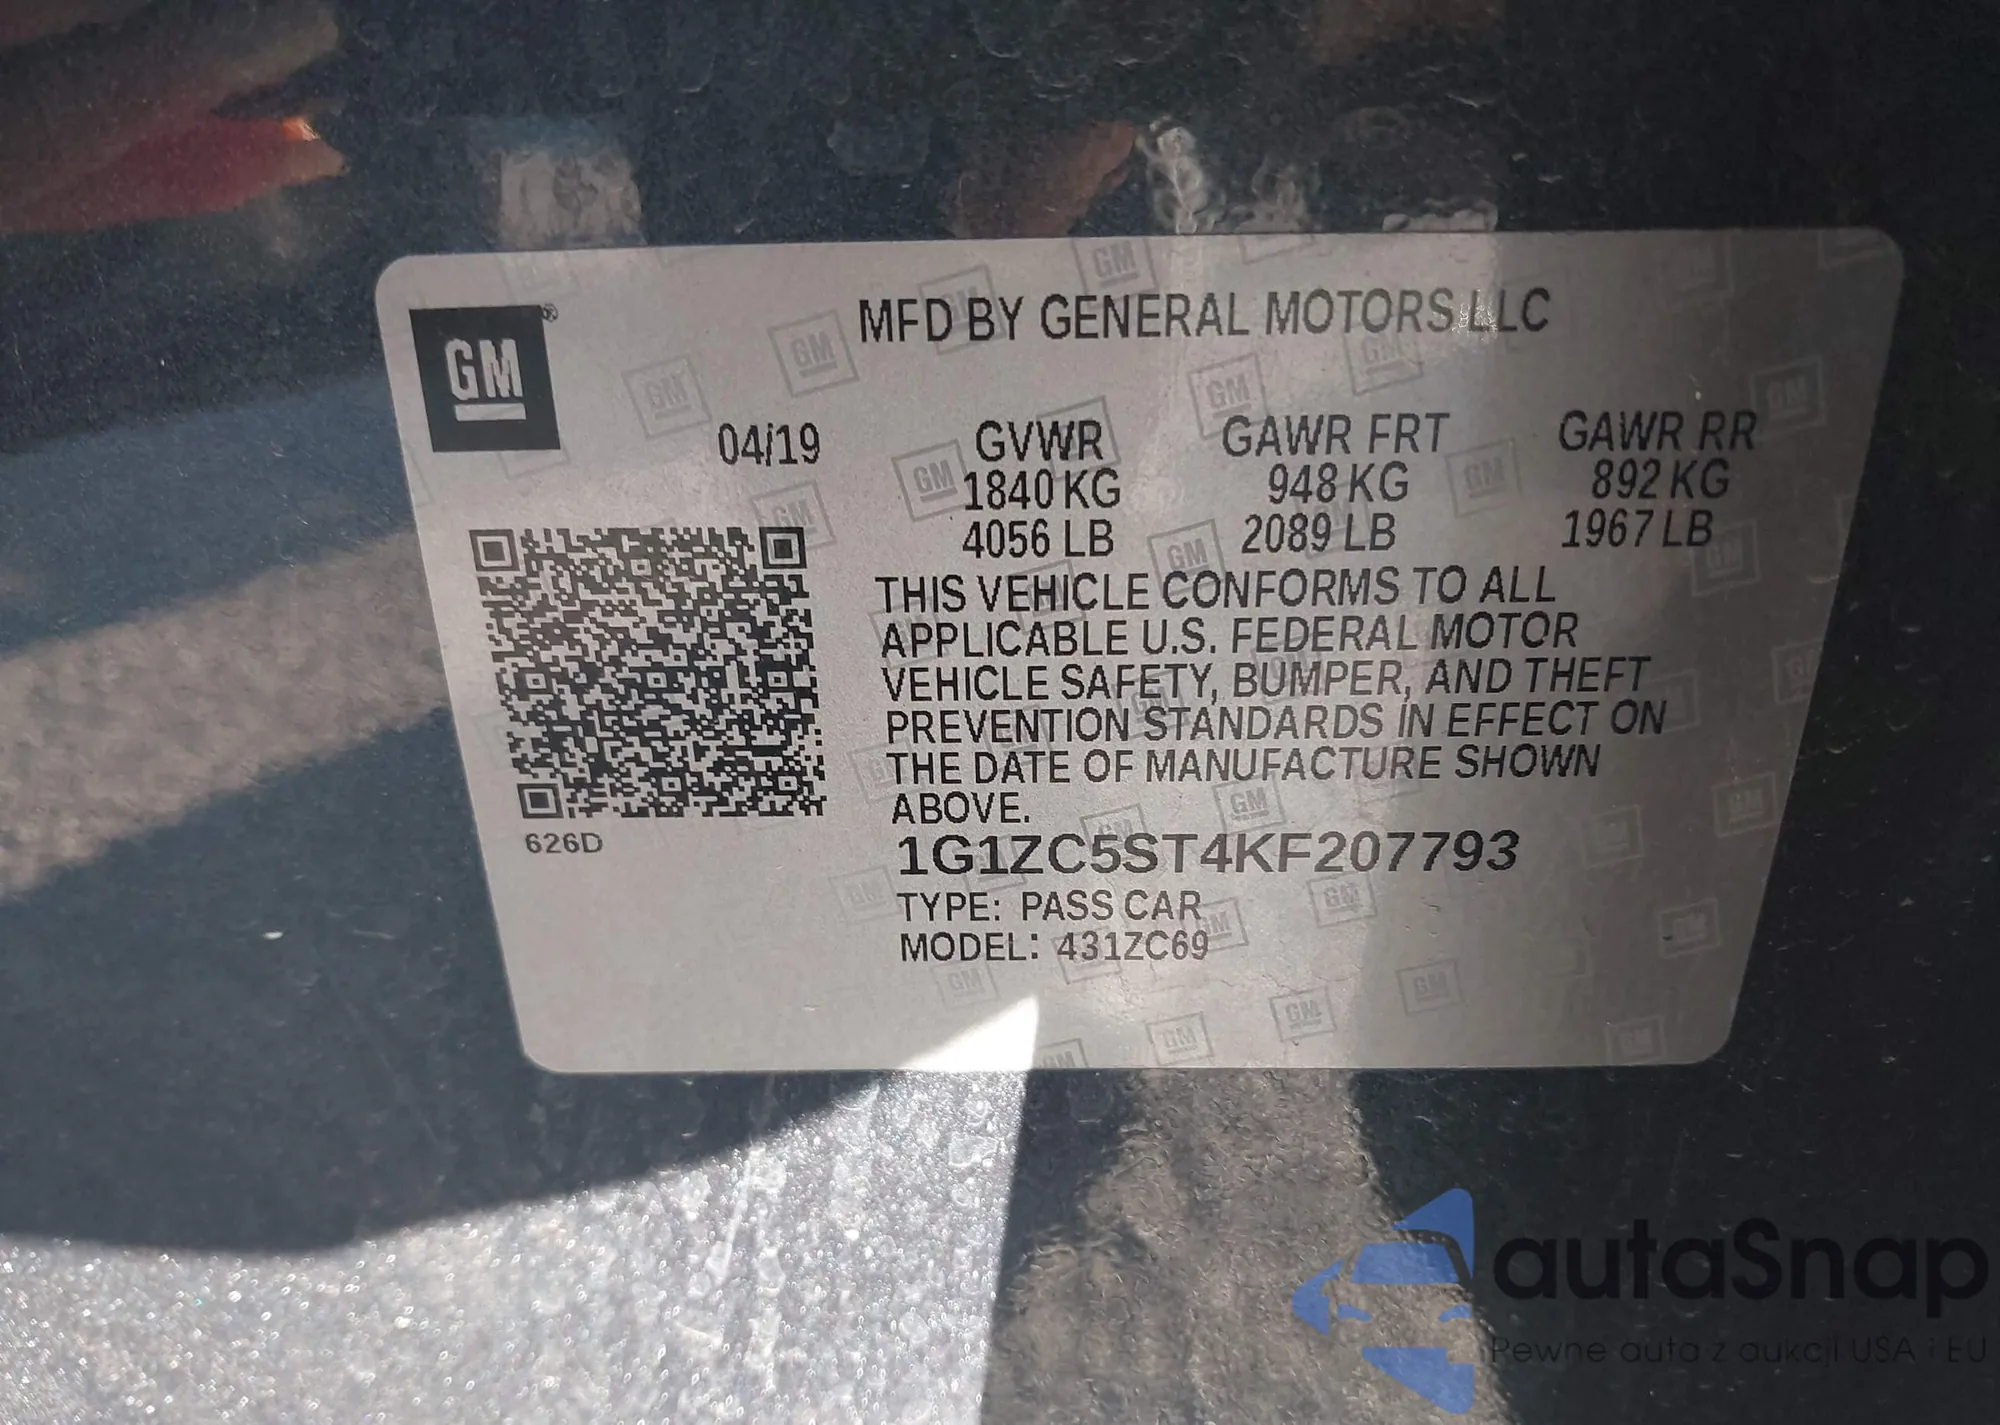 GM®
MFD BY GENERAL MOTORS LLC
04/19
GVWR GAWR FRT GAWR RR
1840 KG 948 KG 892 KG
4056 LB 2089 LB 1967 LB
THIS VEHICLE CONFORMS TO ALL
APPLICABLE U.S. FEDERAL MOTOR
VEHICLE SAFETY, BUMPER, AND THEFT
PREVENTION STANDARDS IN EFFECT ON
THE DATE OF MANUFACTURE SHOWN
ABOVE.
626D
1G1ZC5ST4KF207793
TYPE: PASS CAR
MODEL: 431ZC69
autaSnap
Pewne auta z aukcji USA i EU